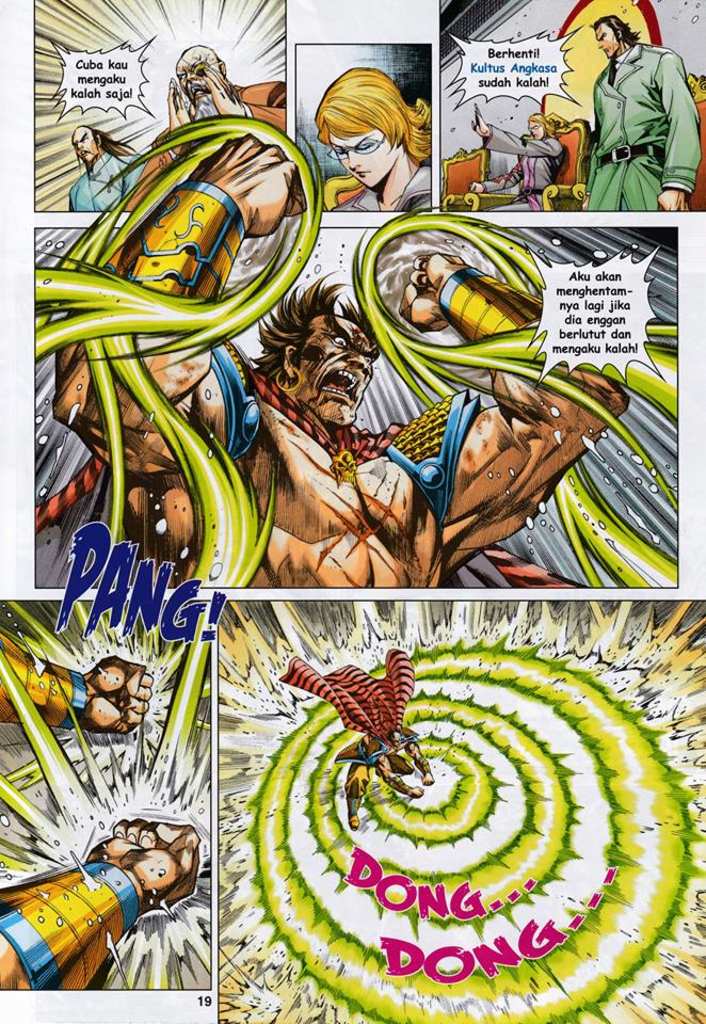 Cuba kau
mengaku
kalah saja!
Berhenti!
Kultus Angkasa
sudah kalah!
Aku akan
menghentam-
nya lagi jika
dia enggan
berlutut dan
mengaku kalah!
PANG!
DONG...
DONG...
19